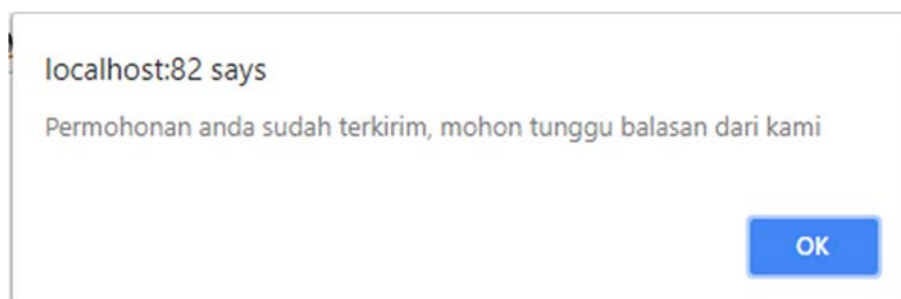 localhost:82 says
Permohonan anda sudah terkirim, mohon tunggu balasan dari kami
OK